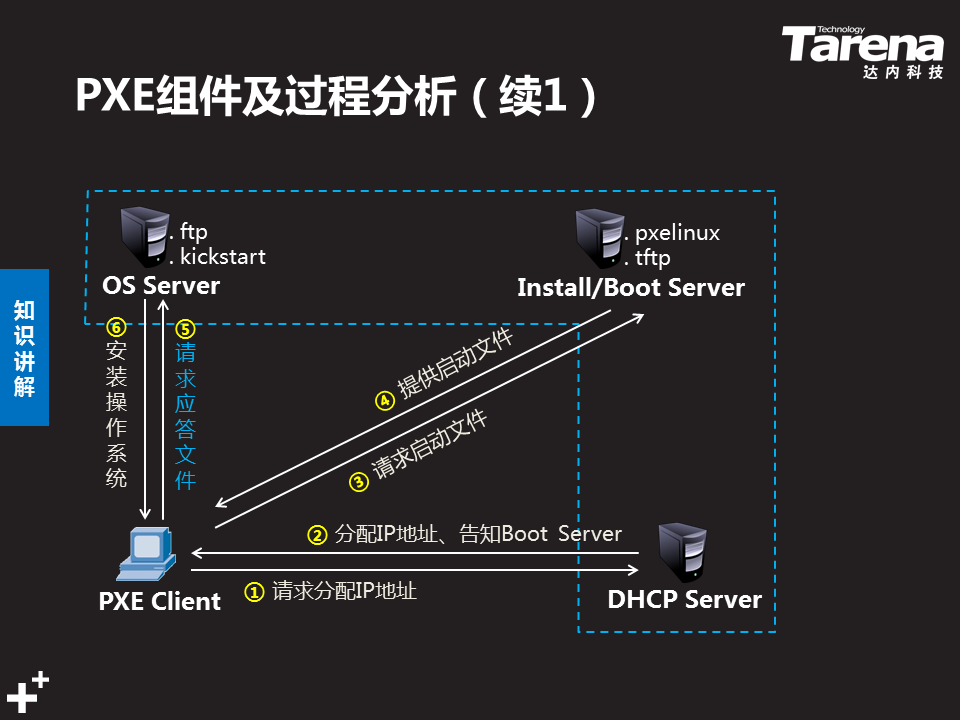 Technology
Tarena
达内科技
PXE组件及过程分析（续1）
. ftp
. kickstart
OS Server
. pxelinux
. tftp
Install/Boot Server
知识讲解
⑥安装操作系统
⑤请求应答文件
④ 提供启动文件
③ 请求启动文件
② 分配IP地址、告知Boot Server
① 请求分配IP地址
PXE Client
DHCP Server